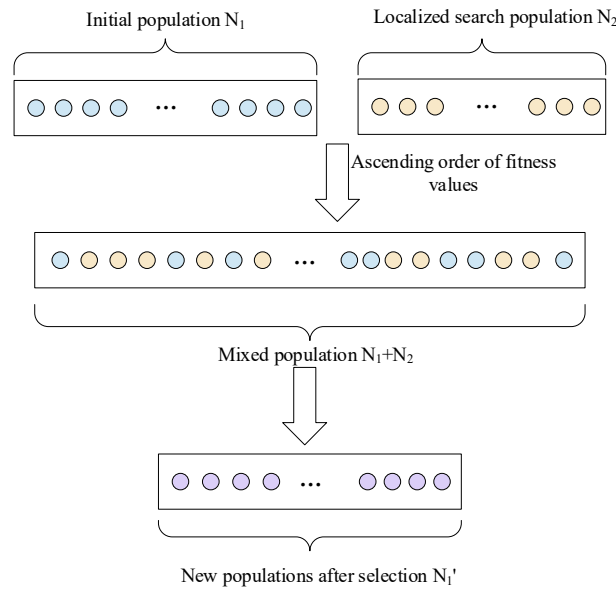 Initial population N₁
Localized search population N₂
...
...
Ascending order of fitness
values
...
Mixed population N₁+N₂
...
New populations after selection N₁'